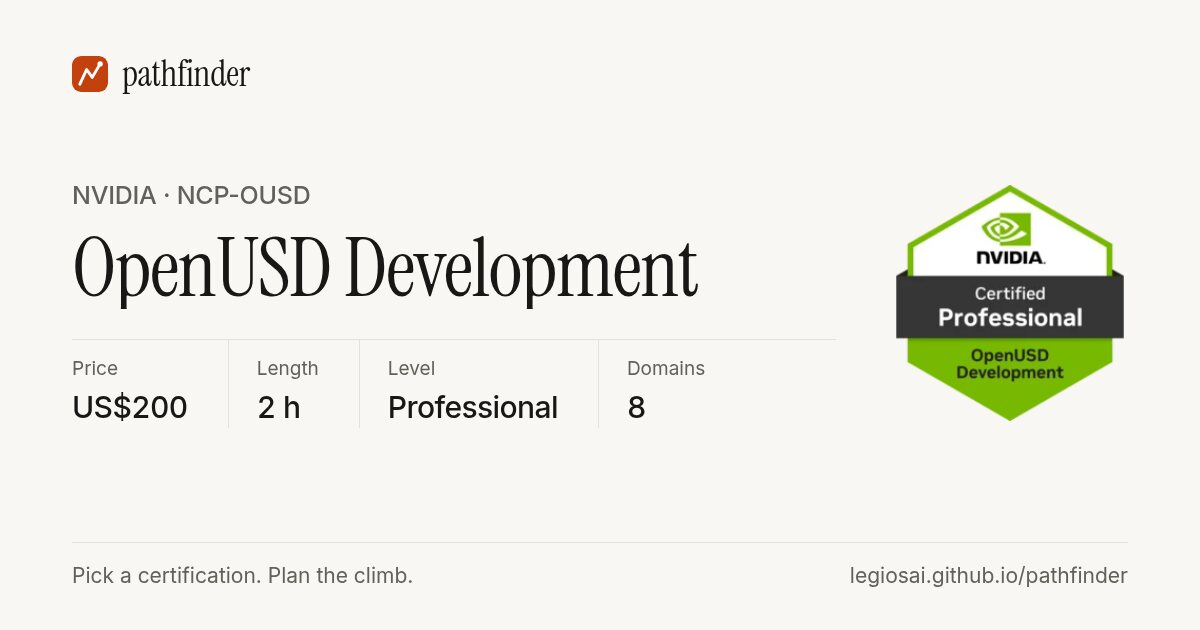 pathfinder
NVIDIA · NCP-OUSD
OpenUSD Development
Price
US$200
Length
2 h
Level
Professional
Domains
8
NVIDIA.
Certified
Professional
OpenUSD
Development
Pick a certification. Plan the climb.
legiosai.github.io/pathfinder